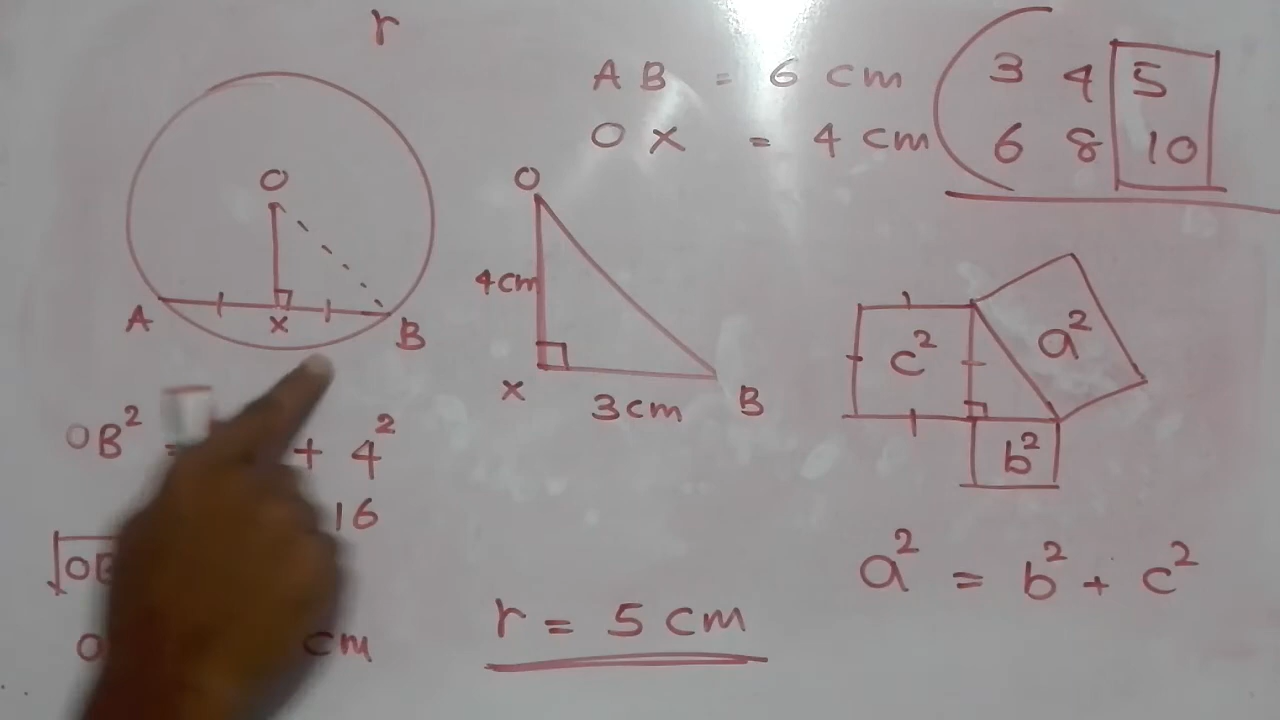 r
AB = 6 cm
OX = 4 cm
3 4 5
6 8 10
O
A X B
O
4cm
X 3cm B
c²
a²
b²
OB² = + 4²
16
cm
r = 5 cm
a² = b² + c²